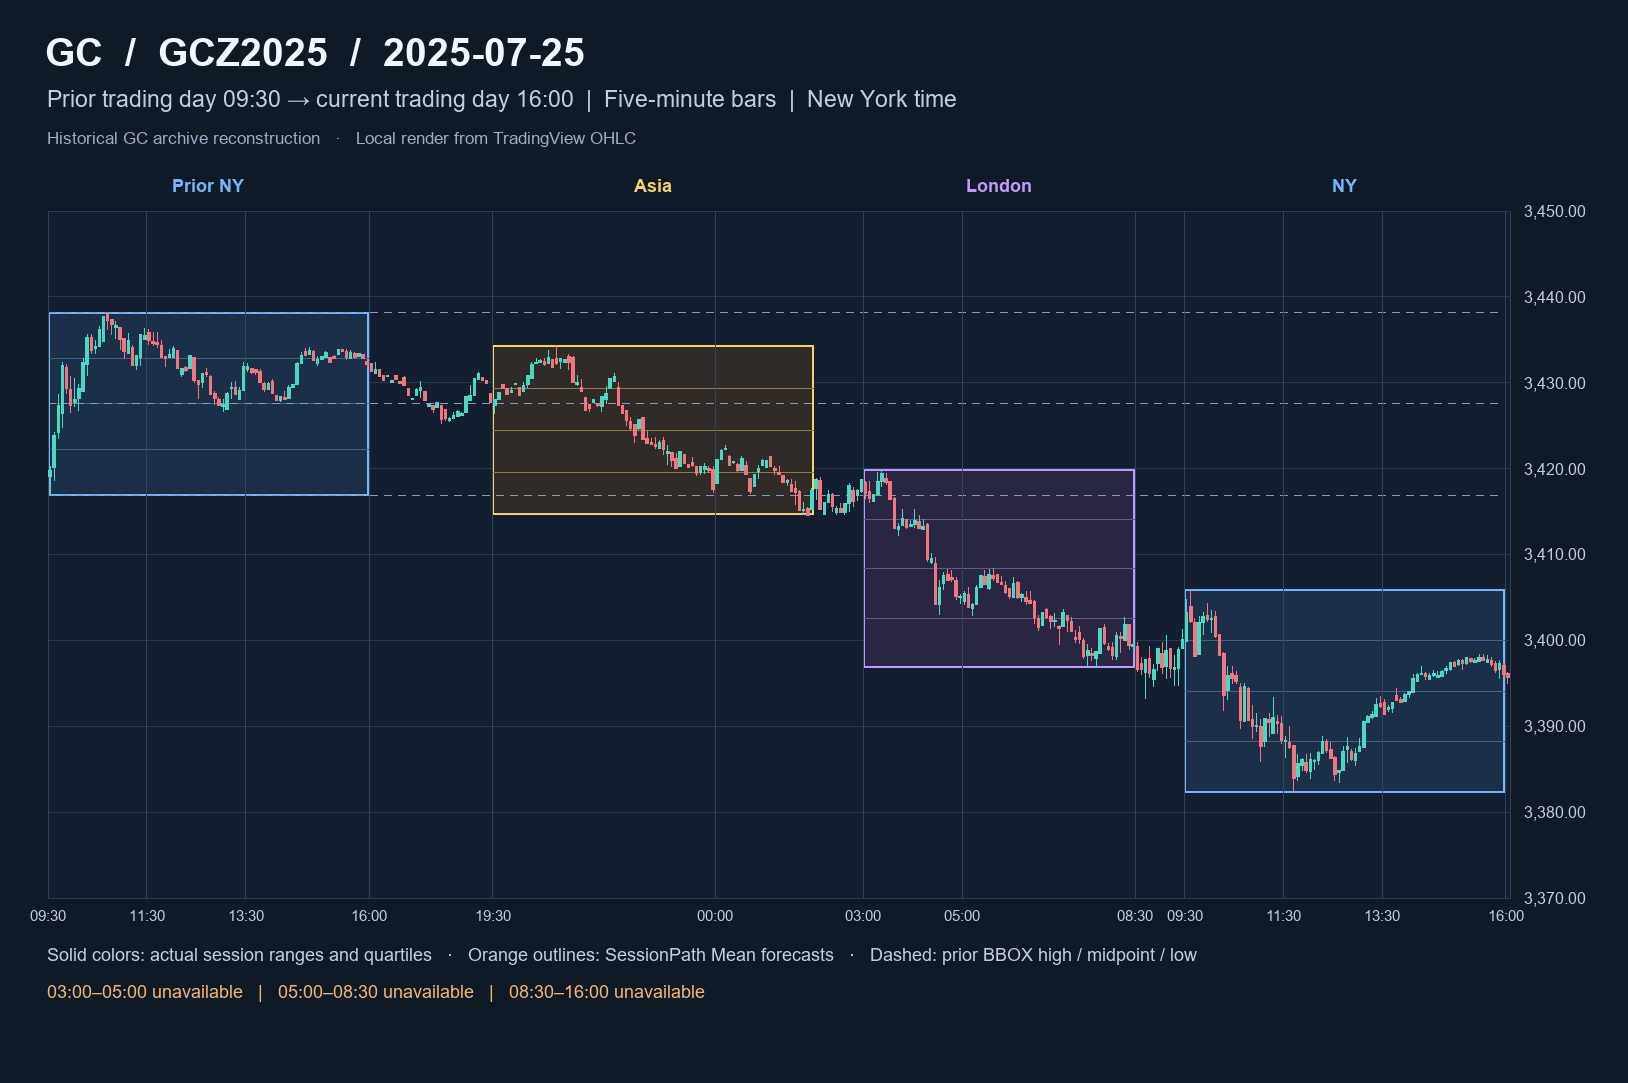 GC / GCZ2025 / 2025-07-25
Prior trading day 09:30 → current trading day 16:00 | Five-minute bars | New York time
Historical GC archive reconstruction · Local render from TradingView OHLC
Prior NY Asia London NY
3,450.00
3,440.00
3,430.00
3,420.00
3,410.00
3,400.00
3,390.00
3,380.00
3,370.00
09:30 11:30 13:30 16:00 19:30 00:00 03:00 05:00 08:30 09:30 11:30 13:30 16:00
Solid colors: actual session ranges and quartiles · Orange outlines: SessionPath Mean forecasts · Dashed: prior BBOX high / midpoint / low
03:00–05:00 unavailable | 05:00–08:30 unavailable | 08:30–16:00 unavailable